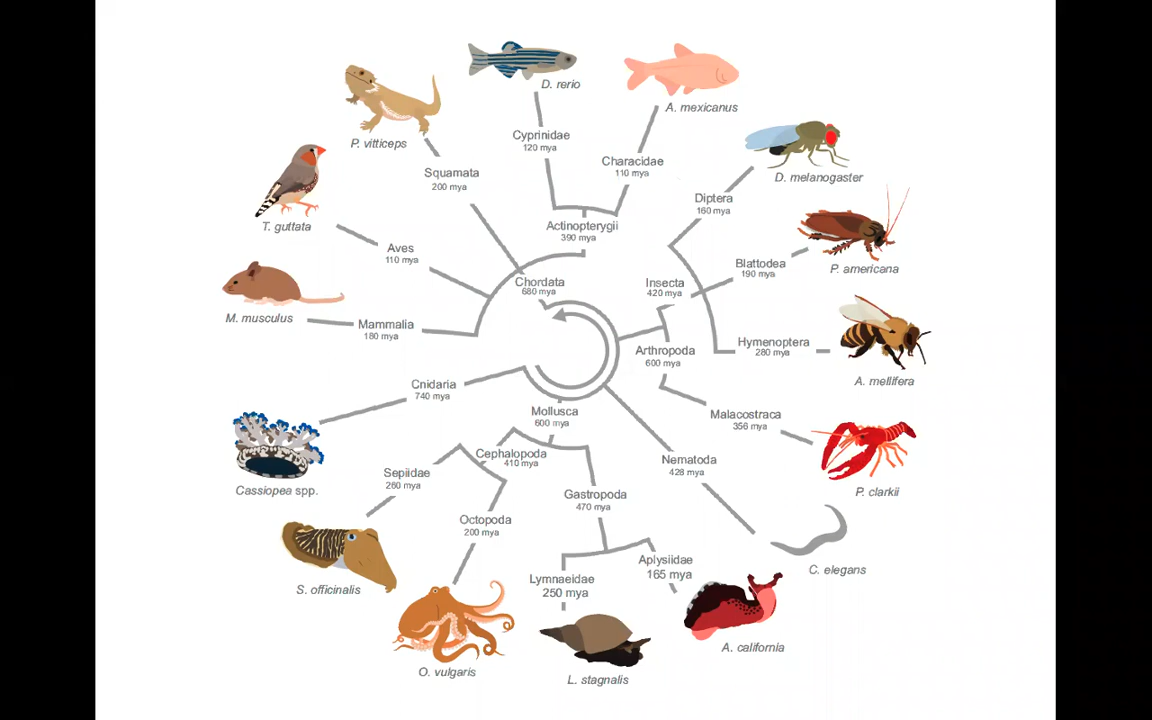 D. rerio
A. mexicanus
P. vitticeps
Cyprinidae
120 mya
Characidae
110 mya
D. melanogaster
Squamata
200 mya
Diptera
160 mya
T. guttata
Actinopterygii
390 mya
Aves
110 mya
Blattodea
190 mya
P. americana
Chordata
680 mya
Insecta
420 mya
M. musculus
Mammalia
180 mya
Arthropoda
600 mya
Hymenoptera
280 mya
A. mellifera
Cnidaria
740 mya
Mollusca
600 mya
Malacostraca
356 mya
Cephalopoda
410 mya
Nematoda
428 mya
Sepiidae
260 mya
Cassiopea spp.
P. clarkii
Gastropoda
470 mya
Octopoda
200 mya
Aplysiidae
165 mya
C. elegans
Lymnaeidae
250 mya
S. officinalis
A. california
O. vulgaris
L. stagnalis